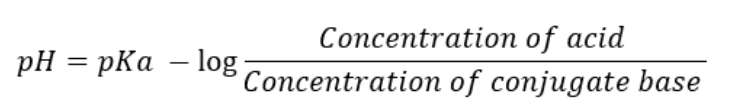 pH = pKa − log Concentration of acid
Concentration of conjugate base